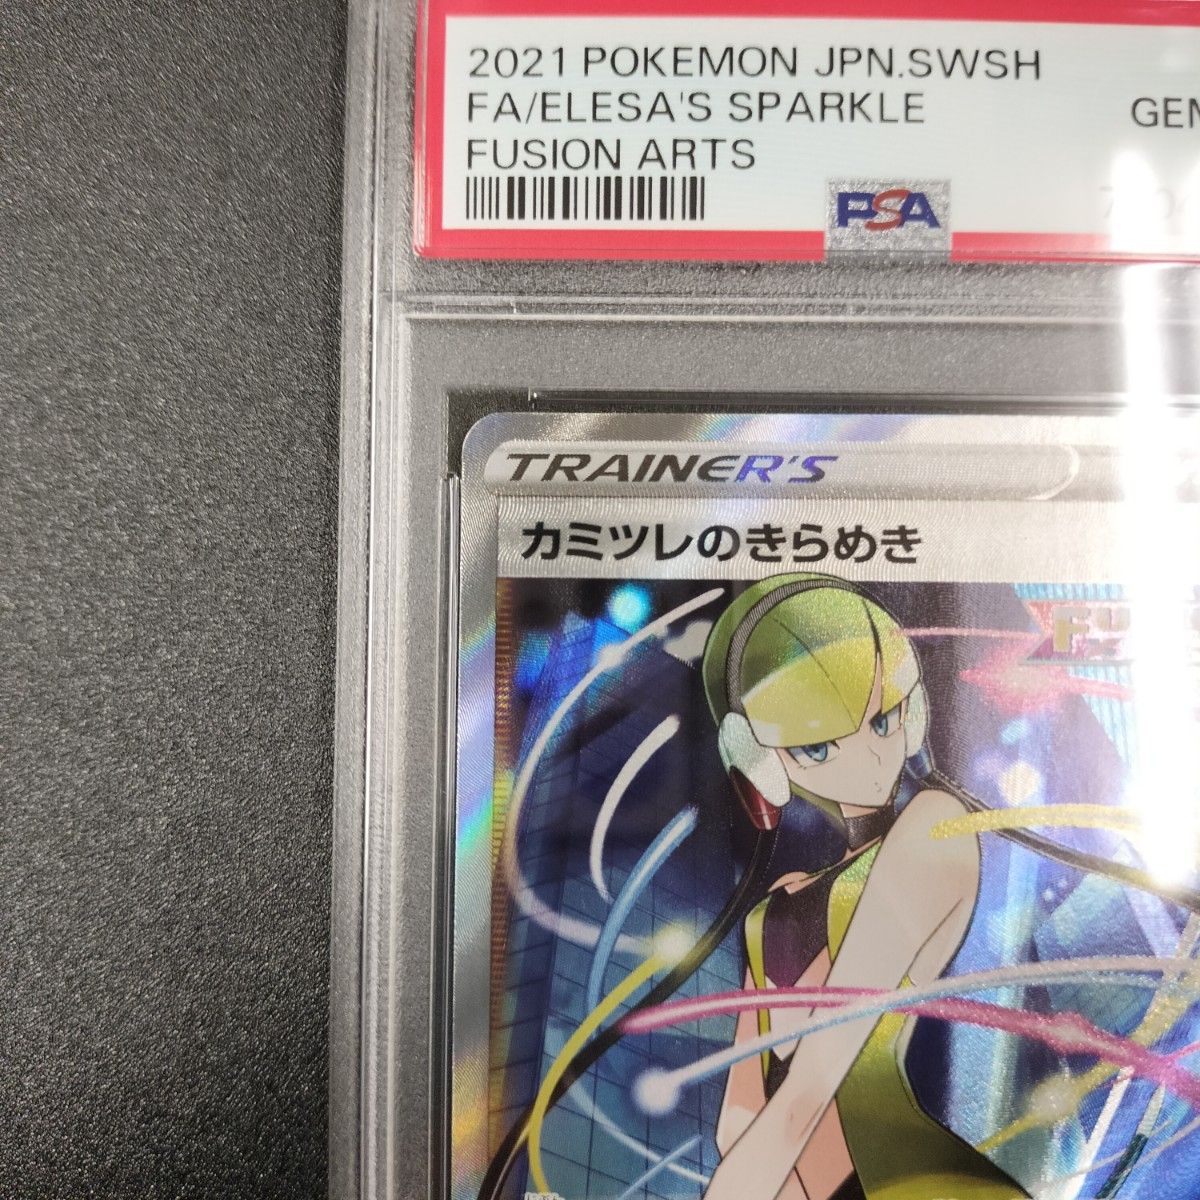 2021 POKEMON JPN.SWSH
FA/ELESA'S SPARKLE
GEM
FUSION ARTS
PSA
TRAINER'S
カミツレのきらめき